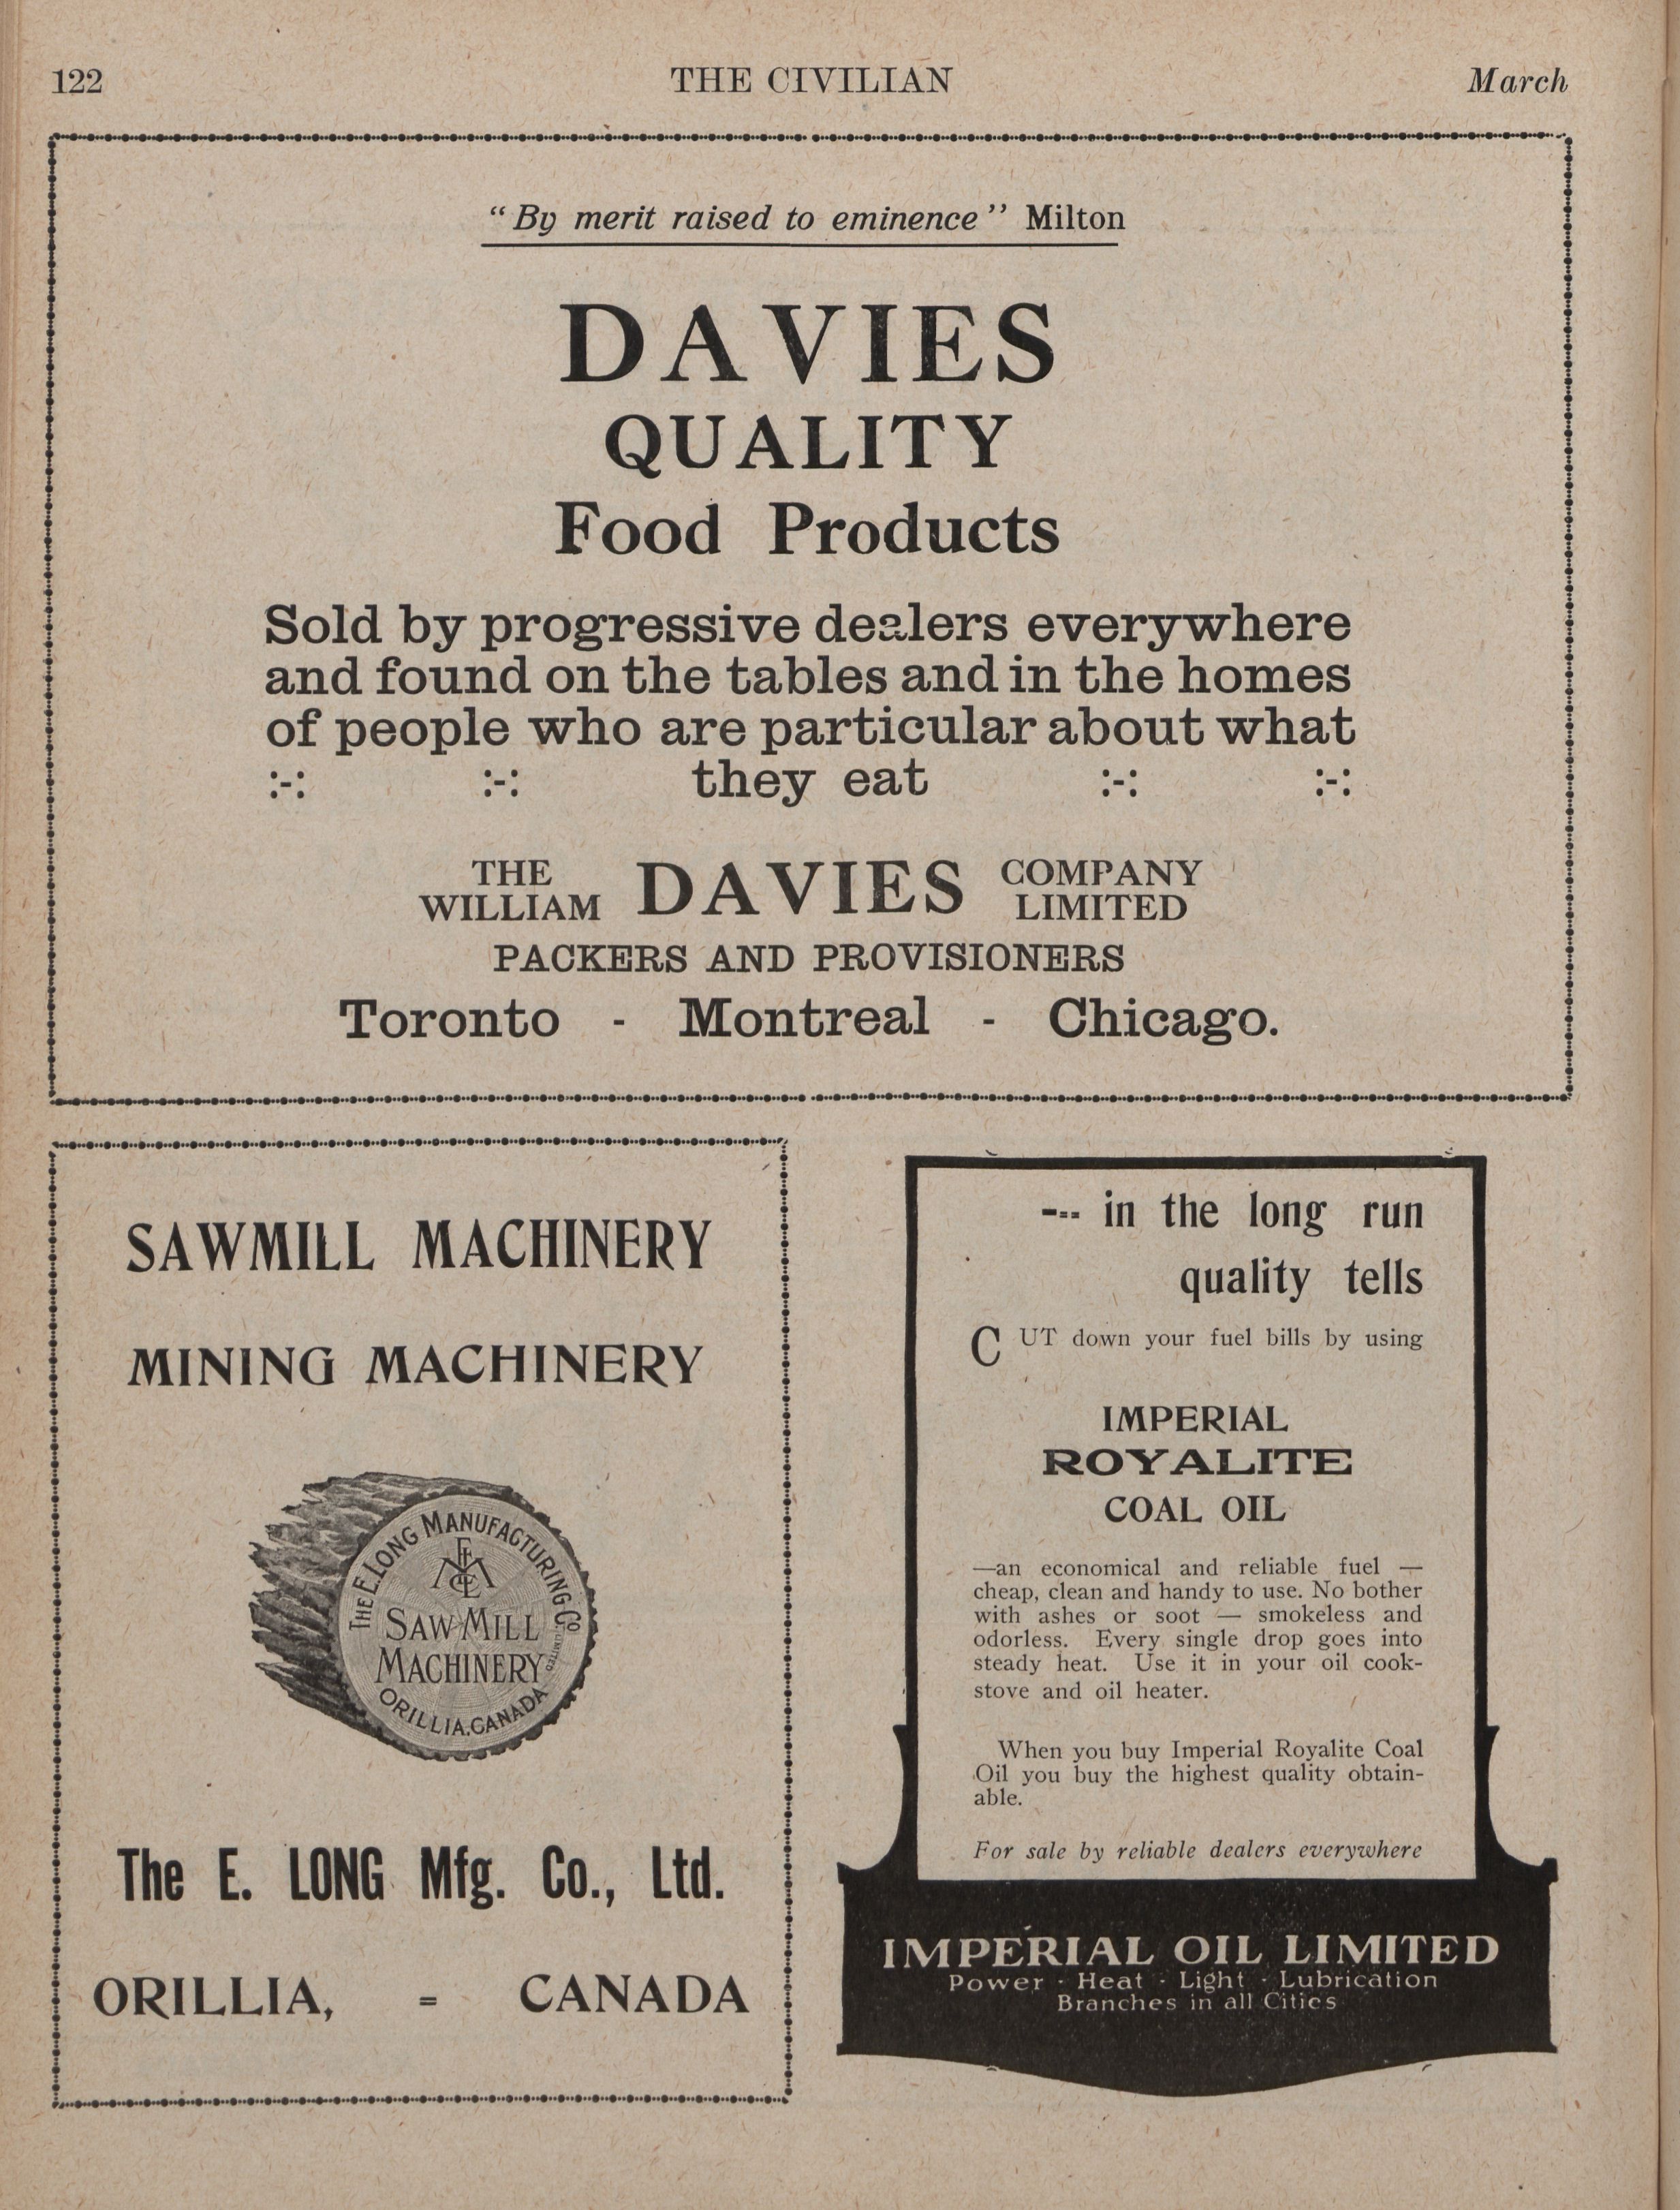 122 THE CIVILIAN March
“By merit raised to eminence” Milton
DAVIES
QUALITY
Food Products
Sold by progressive dealers everywhere
and found on the tables and in the homes
of people who are particular about what
:-: :-: they eat :-: :-:
THE WILLIAM DAVIES COMPANY LIMITED
PACKERS AND PROVISIONERS
Toronto - Montreal - Chicago.
SAWMILL MACHINERY
MINING MACHINERY
THE E. LONG MANUFACTURING CO. LIMITED
SAW MILL
MACHINERY
ORILLIA. CANADA
The E. LONG Mfg. Co., Ltd.
ORILLIA, = CANADA
--- in the long run
quality tells
CUT down your fuel bills by using
IMPERIAL
ROYALITE
COAL OIL
—an economical and reliable fuel —
cheap, clean and handy to use. No bother
with ashes or soot — smokeless and
odorless. Every single drop goes into
steady heat. Use it in your oil cook-
stove and oil heater.
When you buy Imperial Royalite Coal
Oil you buy the highest quality obtain-
able.
For sale by reliable dealers everywhere
IMPERIAL OIL LIMITED
Power - Heat - Light - Lubrication
Branches in all Cities